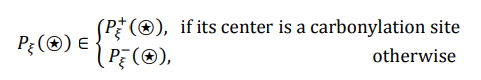 P_ξ(⍟) ∈ { P_ξ^+(⍟), if its center is a carbonylation site
P_ξ^−(⍟), otherwise